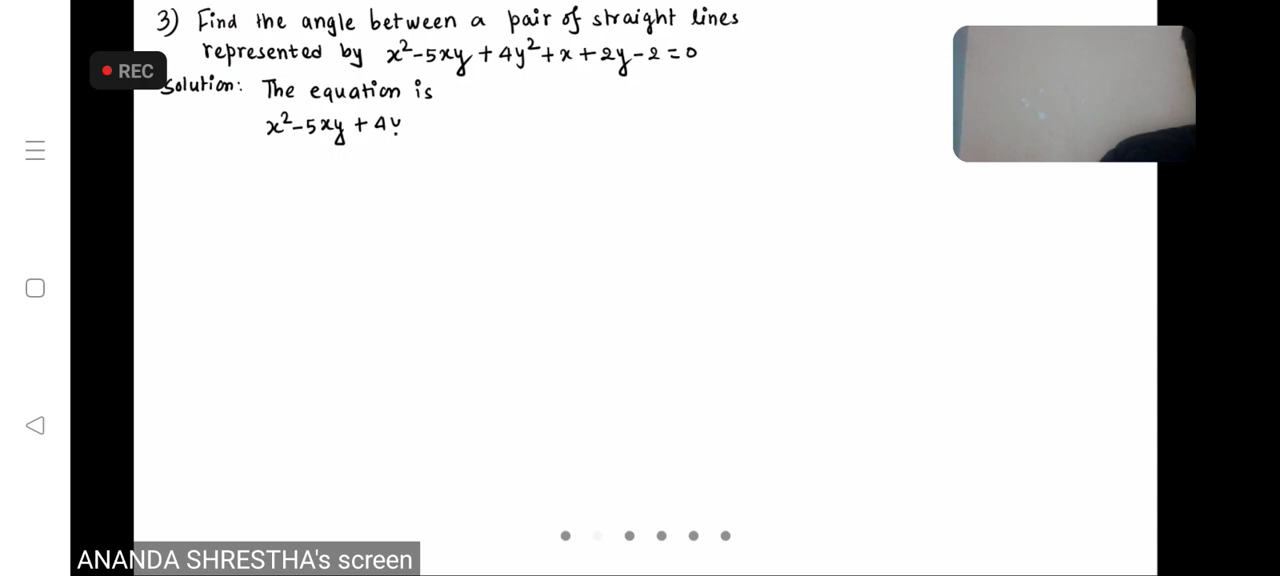 3) Find the angle between a pair of straight lines
represented by x²-5xy+4y²+x+2y-2=0
REC
Solution: The equation is
x²-5xy+4y
ANANDA SHRESTHA's screen